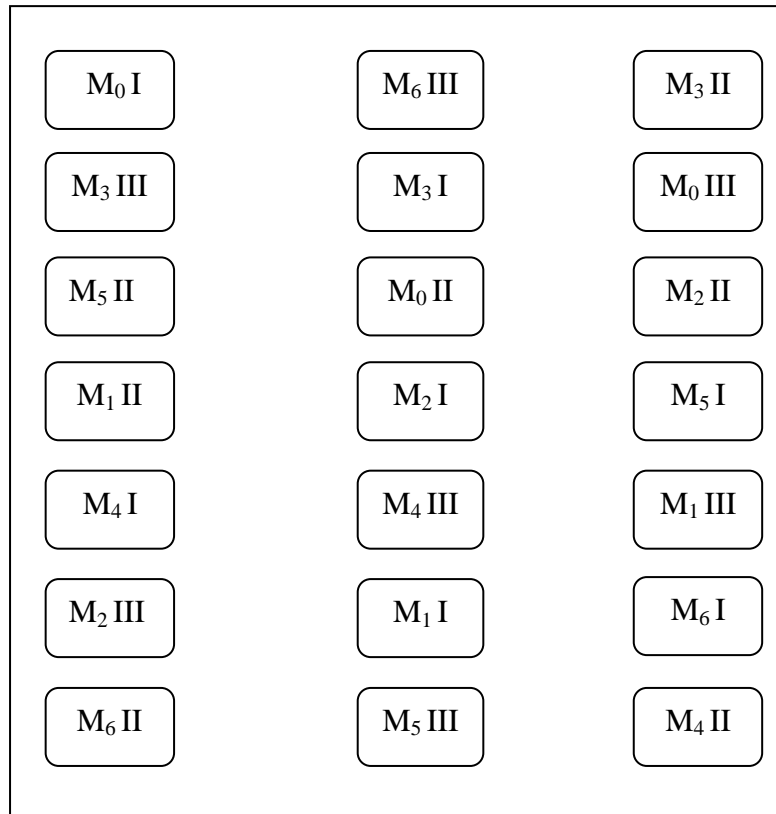 M₀ I M₆ III M₃ II
M₃ III M₃ I M₀ III
M₅ II M₀ II M₂ II
M₁ II M₂ I M₅ I
M₄ I M₄ III M₁ III
M₂ III M₁ I M₆ I
M₆ II M₅ III M₄ II